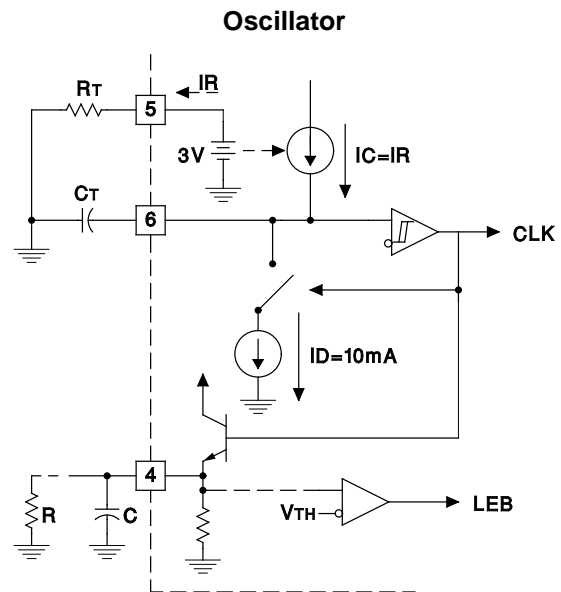 Oscillator
RT
IR
5
3V
IC=IR
CT
6
CLK
ID=10mA
4
R
C
VTH
LEB